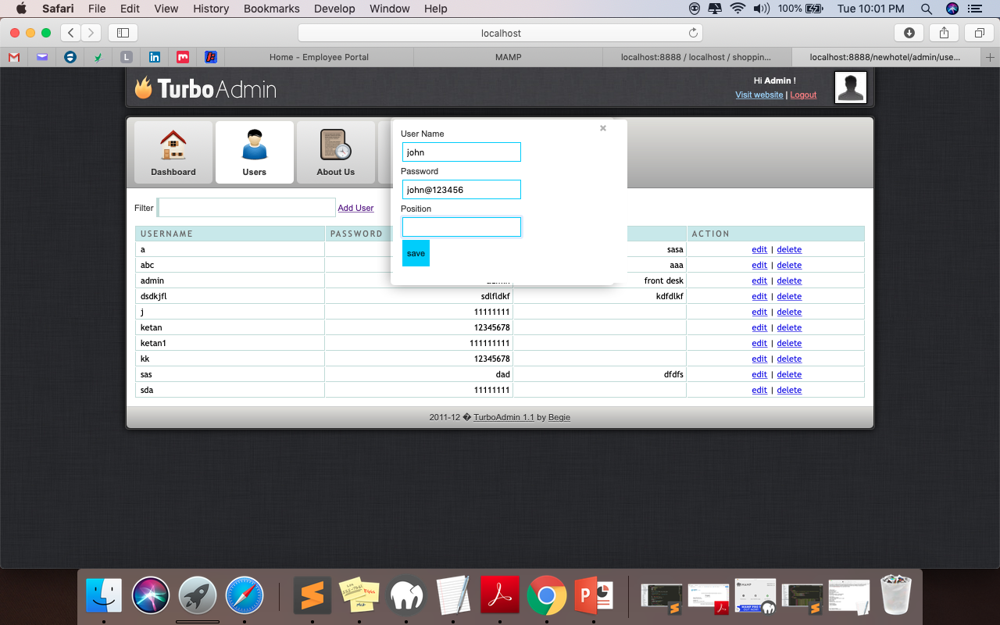 Safari File Edit View History Bookmarks Develop Window Help 100% Tue 10:01 PM
localhost
L in Home - Employee Portal MAMP localhost:8888 / localhost / shoppin... localhost:8888/newhotel/admin/use...
TurboAdmin
Hi Admin !
Visit website | Logout
Dashboard Users About Us
User Name
john
Password
john@123456
Position
save
Filter Add User
USERNAME PASSWORD ACTION
a sasa edit | delete
abc aaa edit | delete
admin front desk edit | delete
dsdkjfl sdlfldkf kdfdlkf edit | delete
j 11111111 edit | delete
ketan 12345678 edit | delete
ketan1 111111111 edit | delete
kk 12345678 edit | delete
sas dad dfdfs edit | delete
sda 11111111 edit | delete
2011-12 � TurboAdmin 1.1 by Begie